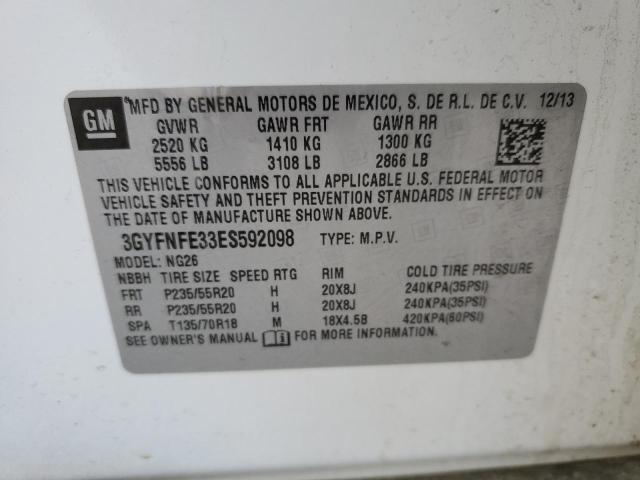 GM
MFD BY GENERAL MOTORS DE MEXICO, S. DE R.L. DE C.V. 12/13
GVWR GAWR FRT GAWR RR
2520 KG 1410 KG 1300 KG
5556 LB 3108 LB 2866 LB
THIS VEHICLE CONFORMS TO ALL APPLICABLE U.S. FEDERAL MOTOR
VEHICLE SAFETY AND THEFT PREVENTION STANDARDS IN EFFECT ON
THE DATE OF MANUFACTURE SHOWN ABOVE.
3GYFNFE33ES592098 TYPE: M.P.V.
MODEL: NG26
NBBH TIRE SIZE SPEED RTG RIM COLD TIRE PRESSURE
FRT P235/55R20 H 20X8J 240KPA(35PSI)
RR P235/55R20 H 20X8J 240KPA(35PSI)
SPA T135/70R18 M 18X4.5B 420KPA(60PSI)
SEE OWNER'S MANUAL FOR MORE INFORMATION.